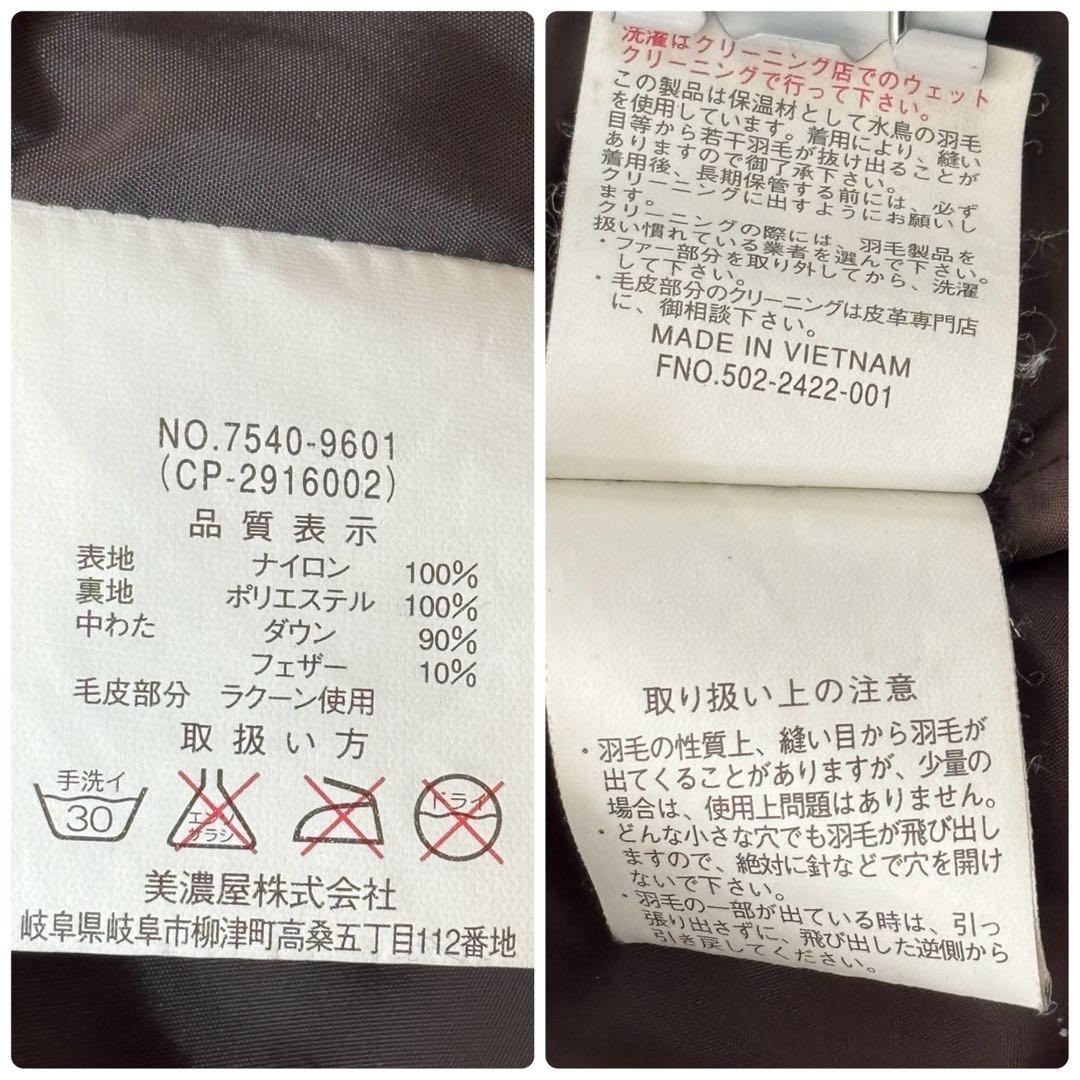 NO.7540-9601
(CP-2916002)
品質表示
表地 ナイロン 100%
裏地 ポリエステル 100%
中わた ダウン 90%
フェザー 10%
毛皮部分 ラクーン使用
取扱い方
手洗イ 30 エンソサラシ ドライ
美濃屋株式会社
岐阜県岐阜市柳津町高桑五丁目112番地
洗濯はクリーニング店でのウェット
クリーニングで行って下さい。
この製品は保温材として水鳥の羽毛
を使用しています。着用により、縫い
目等から若干羽毛が抜け出ることが
ありますので御了承下さい。
着用後、長期保管する前には、必ず
クリーニングに出すようにお願いし
ます。
クリーニングの際には、羽毛製品を
扱い慣れている業者を選んで下さい。
・ファー部分を取り外してから、洗濯
して下さい。
・毛皮部分のクリーニングは皮革専門店
に、御相談下さい。
MADE IN VIETNAM
FNO.502-2422-001
取り扱い上の注意
・羽毛の性質上、縫い目から羽毛が
出てくることがありますが、少量の
場合は、使用上問題はありません。
・どんな小さな穴でも羽毛が飛び出し
ますので、絶対に針などで穴を開け
ないで下さい。
・羽毛の一部が出ている時は、引っ
張り出さずに、飛び出した逆側から
引き戻してください。